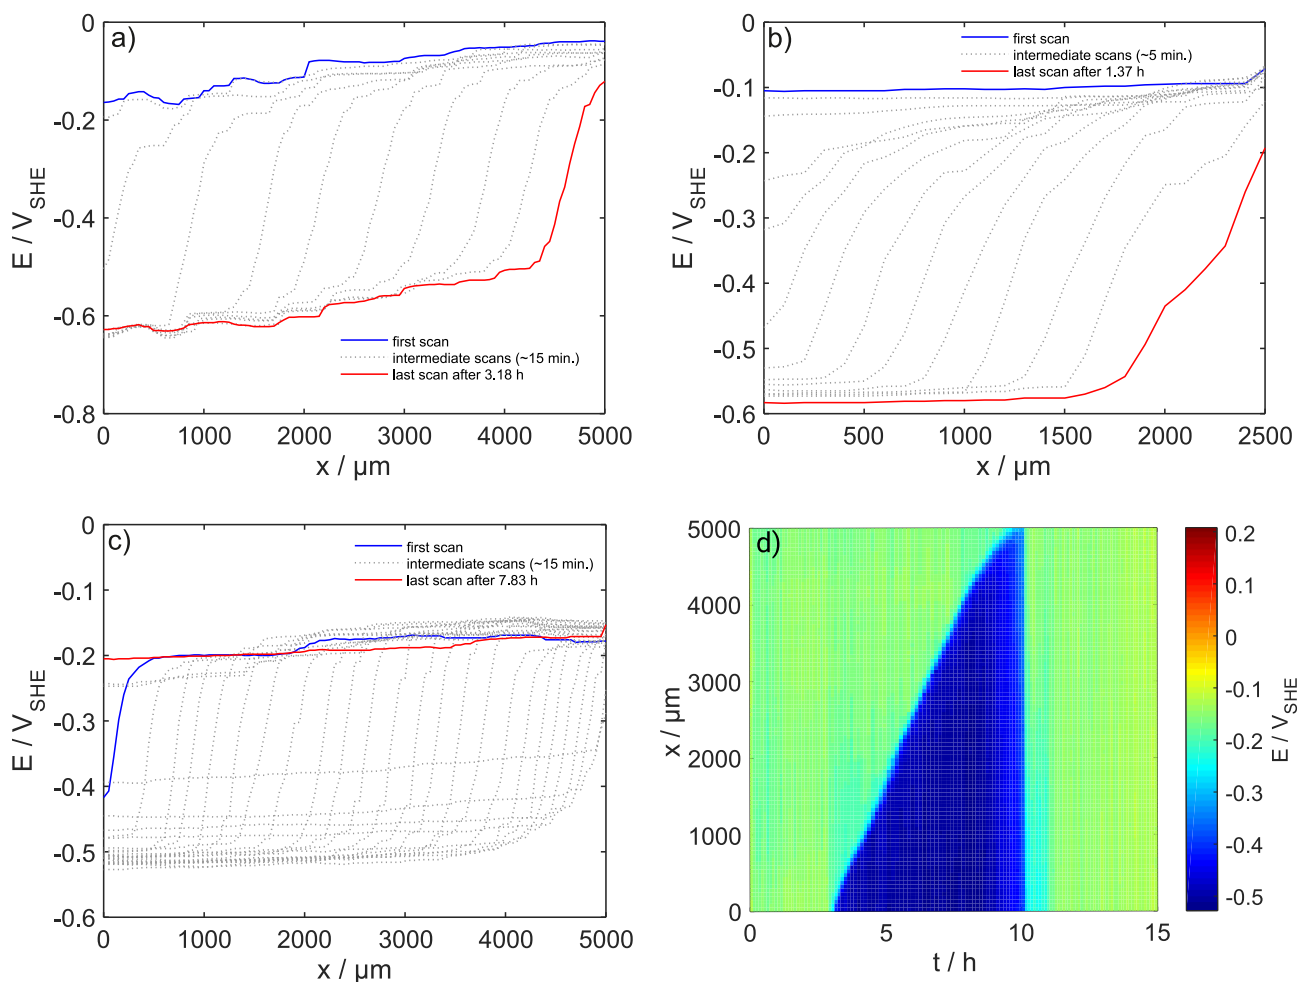 a)
0
-0.2
-0.4
-0.6
-0.8
E / V_SHE
first scan
intermediate scans (~15 min.)
last scan after 3.18 h
0 1000 2000 3000 4000 5000
x / µm
b)
0
-0.1
-0.2
-0.3
-0.4
-0.5
-0.6
E / V_SHE
first scan
intermediate scans (~5 min.)
last scan after 1.37 h
0 500 1000 1500 2000 2500
x / µm
c)
0
-0.1
-0.2
-0.3
-0.4
-0.5
-0.6
E / V_SHE
first scan
intermediate scans (~15 min.)
last scan after 7.83 h
0 1000 2000 3000 4000 5000
x / µm
d)
5000
4000
3000
2000
1000
0
x / µm
0 5 10 15
t / h
0.2
0.1
0
-0.1
-0.2
-0.3
-0.4
-0.5
E / V_SHE